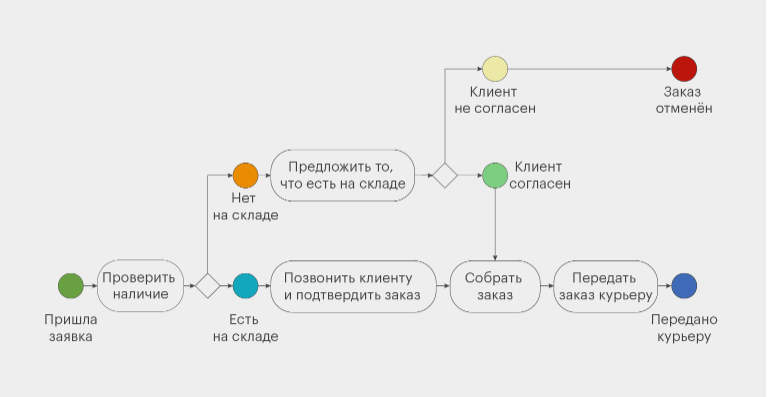 Клиент
не согласен
Заказ
отменён
Предложить то,
что есть на складе
Клиент
согласен
Нет
на складе
Проверить
наличие
Позвонить клиенту
и подтвердить заказ
Собрать
заказ
Передать
заказ курьеру
Пришла
заявка
Есть
на складе
Передано
курьеру